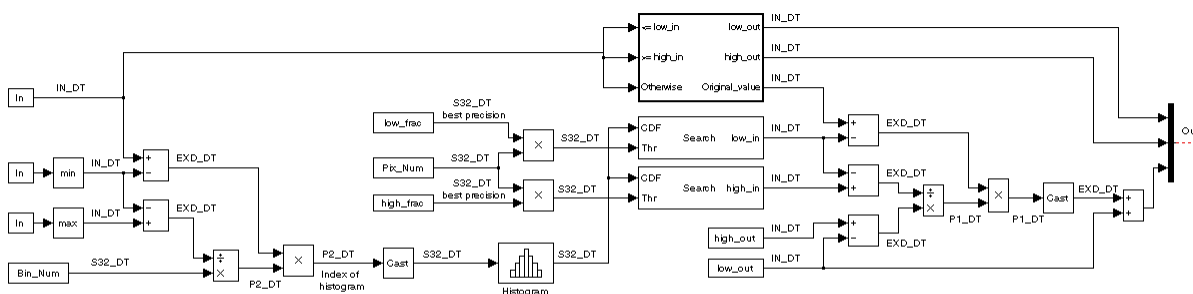 IN_DT
<= low_in
low_out
>= high_in
high_out
IN_DT
Otherwise
Original_value
IN_DT
In
IN_DT
S32_DT
best precision
low_frac
CDF
Search
low_in
IN_DT
+
−
EXD_DT
×
S32_DT
Thr
In
min
IN_DT
+
−
EXD_DT
Pix_Num
S32_DT
CDF
Search
high_in
IN_DT
−
+
EXD_DT
S32_DT
best precision
high_frac
×
S32_DT
Thr
÷
×
P1_DT
×
P1_DT
Cast
EXD_DT
+
+
In
max
IN_DT
−
+
EXD_DT
high_out
IN_DT
+
−
EXD_DT
Bin_Num
S32_DT
÷
×
P2_DT
×
P2_DT
Index of
histogram
Cast
S32_DT
S32_DT
Histogram
low_out
IN_DT